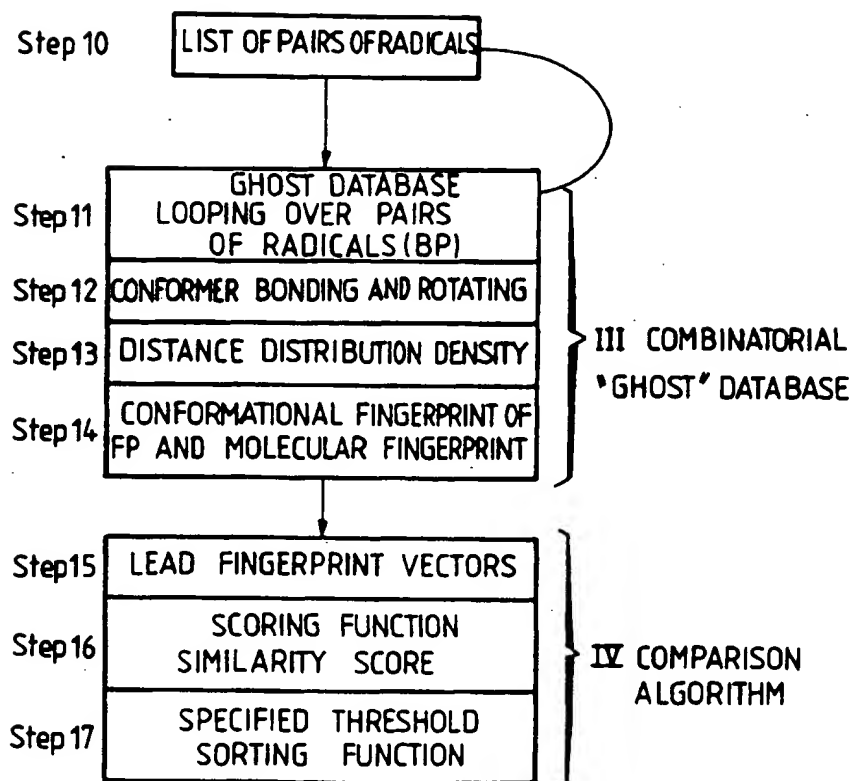 Step 10 LIST OF PAIRS OF RADICALS
Step 11 GHOST DATABASE
LOOPING OVER PAIRS
OF RADICALS (BP)
Step 12 CONFORMER BONDING AND ROTATING
Step 13 DISTANCE DISTRIBUTION DENSITY
III COMBINATORIAL
"GHOST" DATABASE
Step 14 CONFORMATIONAL FINGERPRINT OF
FP AND MOLECULAR FINGERPRINT
Step 15 LEAD FINGERPRINT VECTORS
Step 16 SCORING FUNCTION
SIMILARITY SCORE
IV COMPARISON
ALGORITHM
Step 17 SPECIFIED THRESHOLD
SORTING FUNCTION